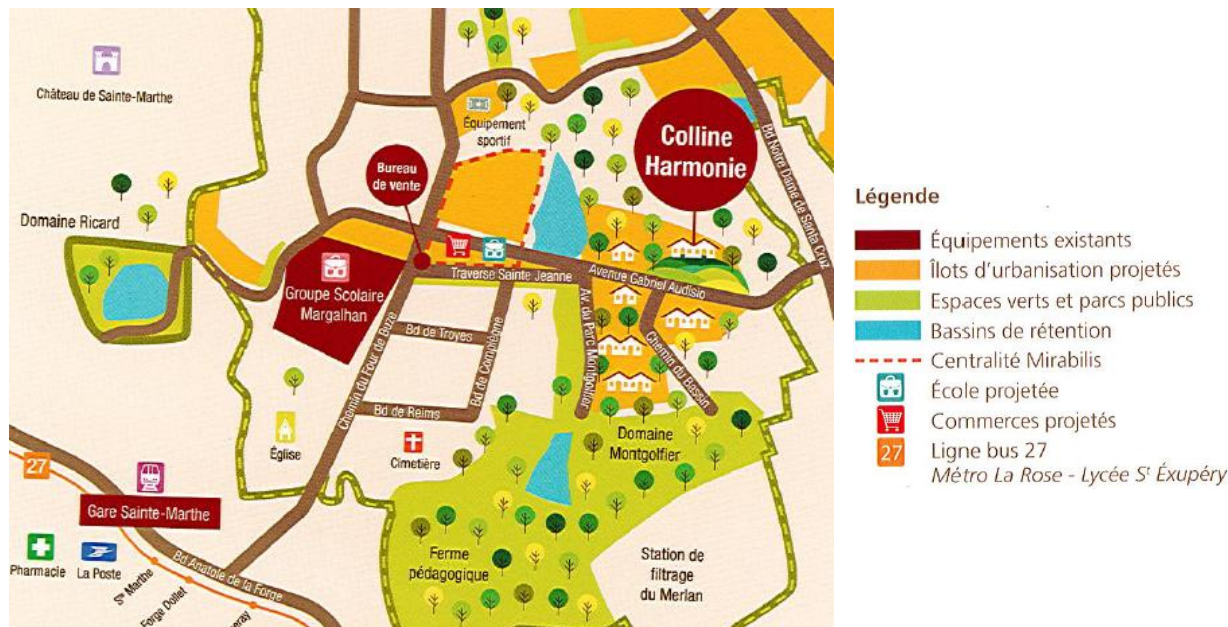 Château de Sainte-Marthe
Équipement
sportif
Colline
Harmonie
Bd Notre Dame de Santa Cruz
Bureau
de vente
Domaine Ricard
Groupe Scolaire
Margalhan
Traverse Sainte Jeanne
Avenue Gabriel Audisio
Chemin du Four de Buze
Bd de Troyes
Bd de Compiègne
Av. du Parc Montgolfier
Chemin du Bassin
Bd de Reims
Église
Cimetière
Domaine
Montgolfier
27
Gare Sainte-Marthe
Pharmacie
La Poste
Bd Anatole de la Forge
Ste Marthe
Forge Dollet
Ferme
pédagogique
Station de
filtrage
du Merlan
Légende
Équipements existants
Îlots d'urbanisation projetés
Espaces verts et parcs publics
Bassins de rétention
Centralité Mirabilis
École projetée
Commerces projetés
27 Ligne bus 27
Métro La Rose - Lycée St Éxupéry